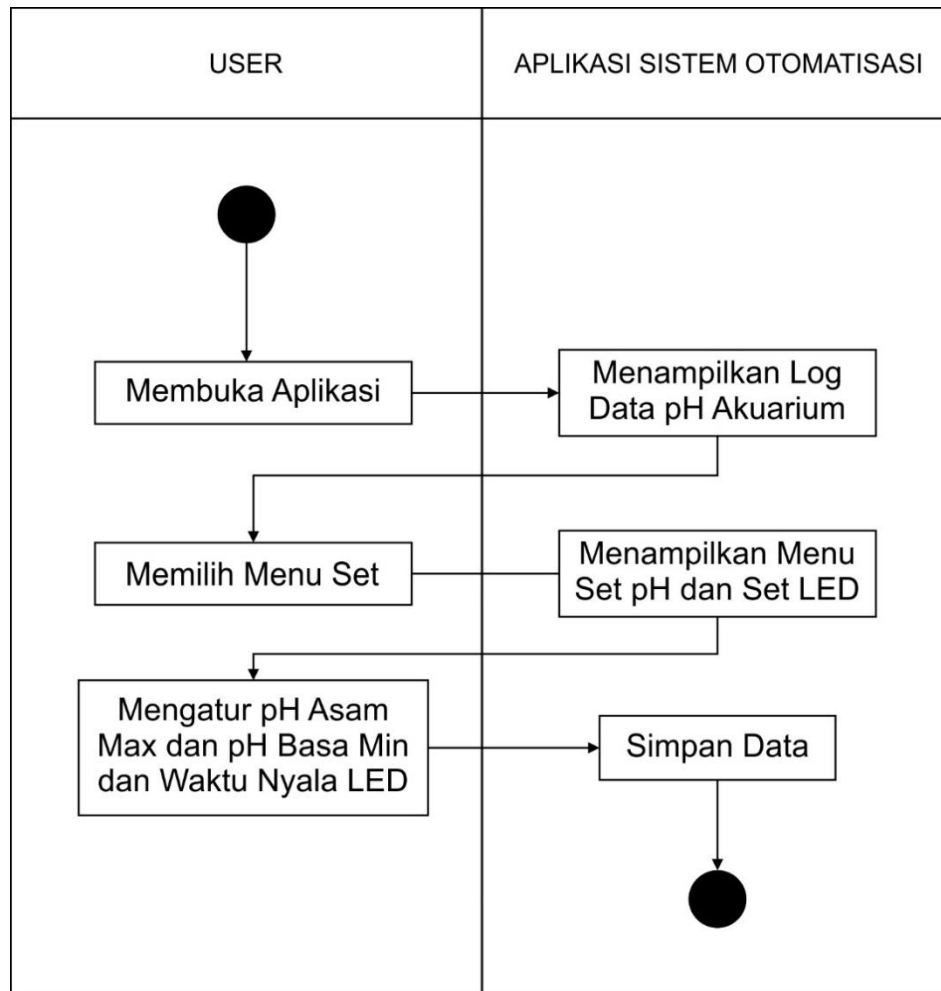 USER
APLIKASI SISTEM OTOMATISASI
Membuka Aplikasi
Menampilkan Log
Data pH Akuarium
Memilih Menu Set
Menampilkan Menu
Set pH dan Set LED
Mengatur pH Asam
Max dan pH Basa Min
dan Waktu Nyala LED
Simpan Data